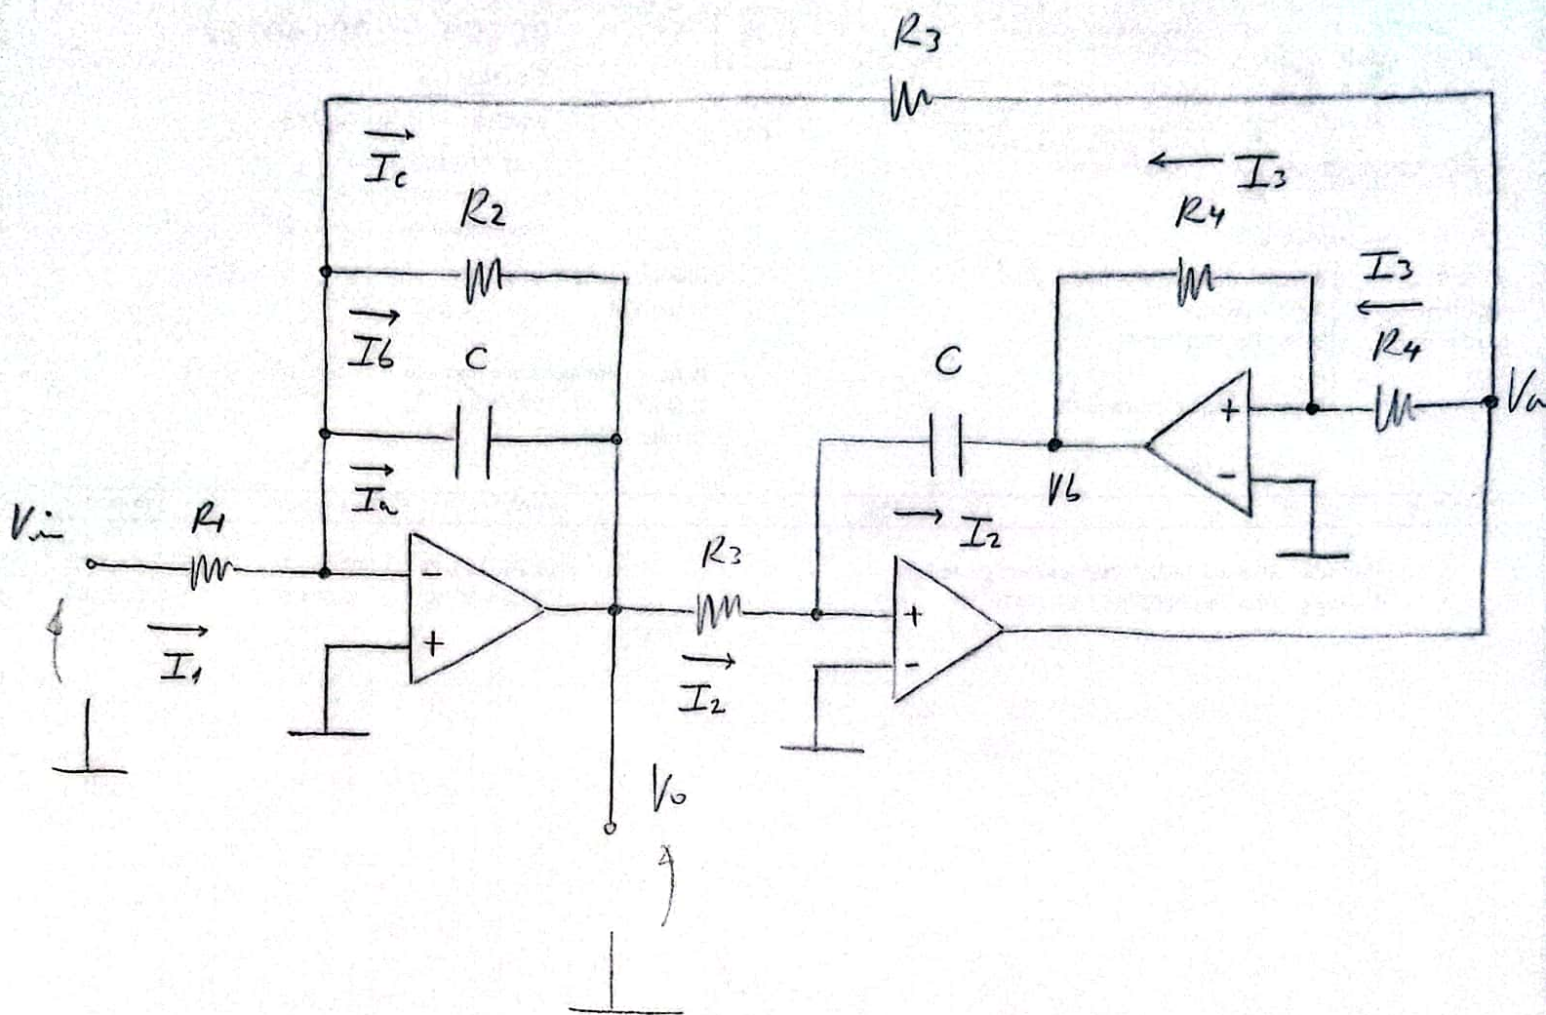 R3
Ic
I3
R2
R4
I3
Ib
R4
C
C
Va
+
Ia
-
Vb
Vin
R1
I2
R3
-
+
+
I1
-
I2
Vo